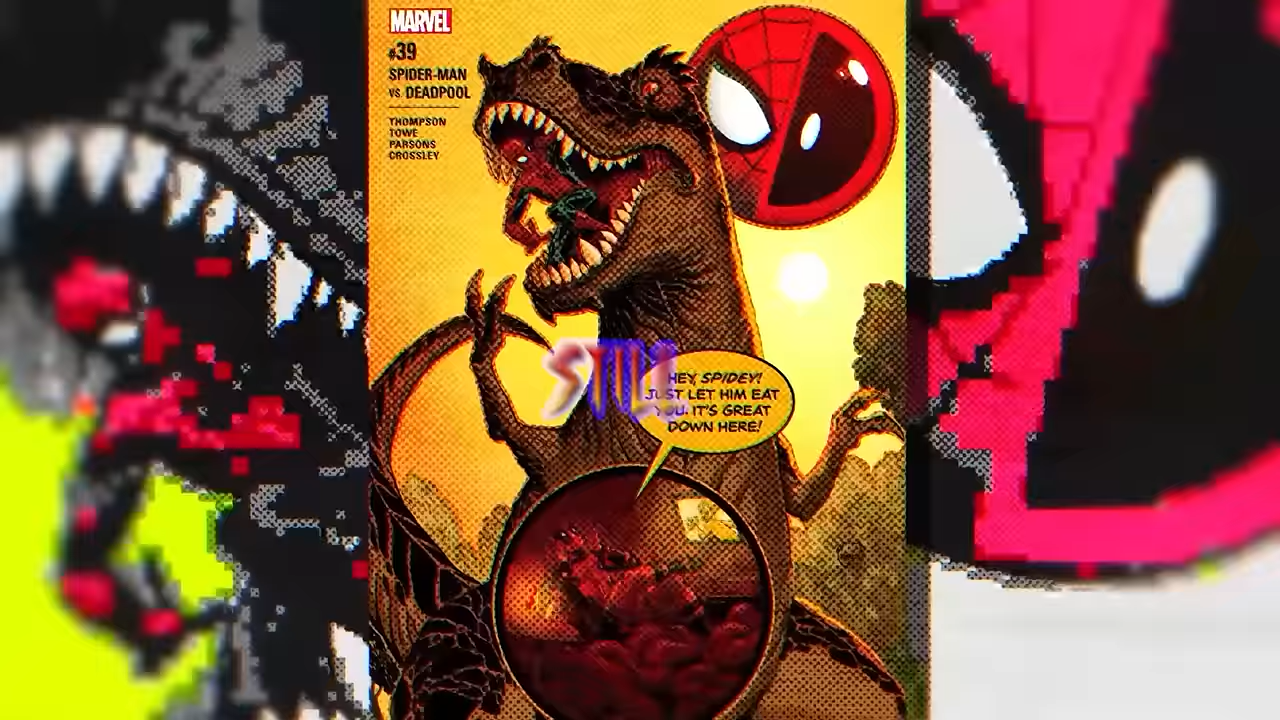 MARVEL
#39
SPIDER-MAN
VS. DEADPOOL
THOMPSON
TOWE
PARSONS
CROSSLEY
STILL
HEY, SPIDEY!
JUST LET HIM EAT
YOU. IT'S GREAT
DOWN HERE!